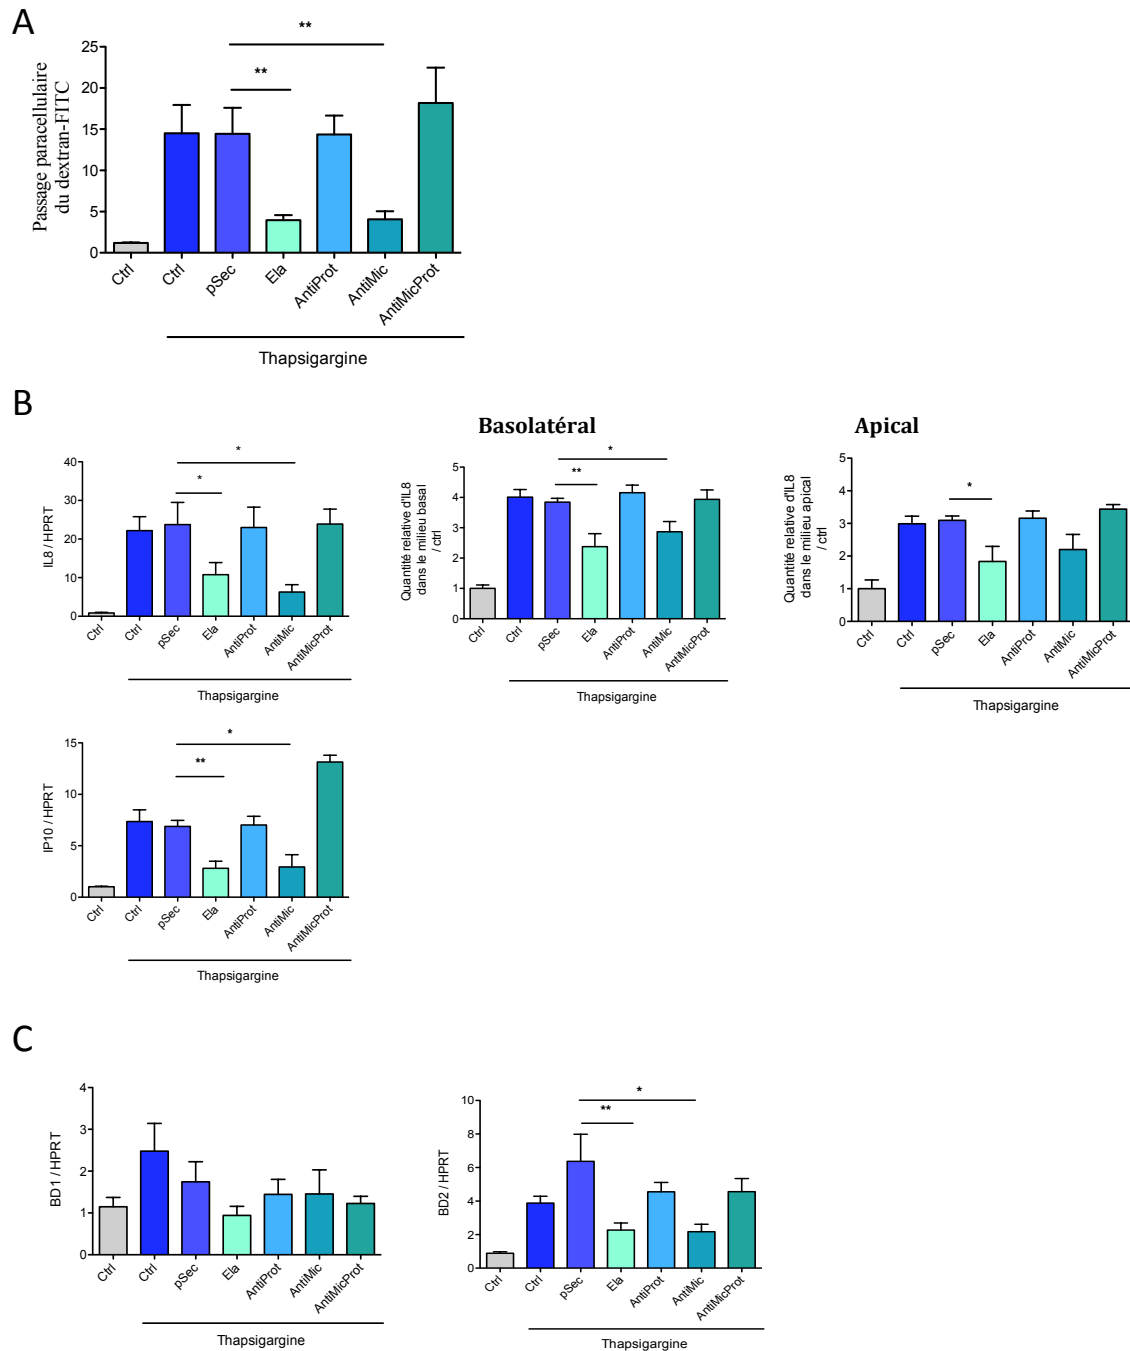 A
**
**
25
20
15
10
5
0
Passage paracellulaire
du dextran-FITC
Ctrl
Ctrl
pSec
Ela
AntiProt
AntiMic
AntiMicProt
Thapsigargine
B
*
*
40
30
20
10
0
IL8 / HPRT
Ctrl
Ctrl
pSec
Ela
AntiProt
AntiMic
AntiMicProt
Thapsigargine
Basolatéral
*
**
5
4
3
2
1
0
Quantité relative d'IL8
dans le milieu basal
/ ctrl
Ctrl
Ctrl
pSec
Ela
AntiProt
AntiMic
AntiMicProt
Thapsigargine
Apical
*
5
4
3
2
1
0
Quantité relative d'IL8
dans le milieu apical
/ ctrl
Ctrl
Ctrl
pSec
Ela
AntiProt
AntiMic
AntiMicProt
Thapsigargine
*
**
15
10
5
0
IP10 / HPRT
Ctrl
Ctrl
pSec
Ela
AntiProt
AntiMic
AntiMicProt
Thapsigargine
C
4
3
2
1
0
BD1 / HPRT
Ctrl
Ctrl
pSec
Ela
AntiProt
AntiMic
AntiMicProt
Thapsigargine
*
**
10
8
6
4
2
0
BD2 / HPRT
Ctrl
Ctrl
pSec
Ela
AntiProt
AntiMic
AntiMicProt
Thapsigargine